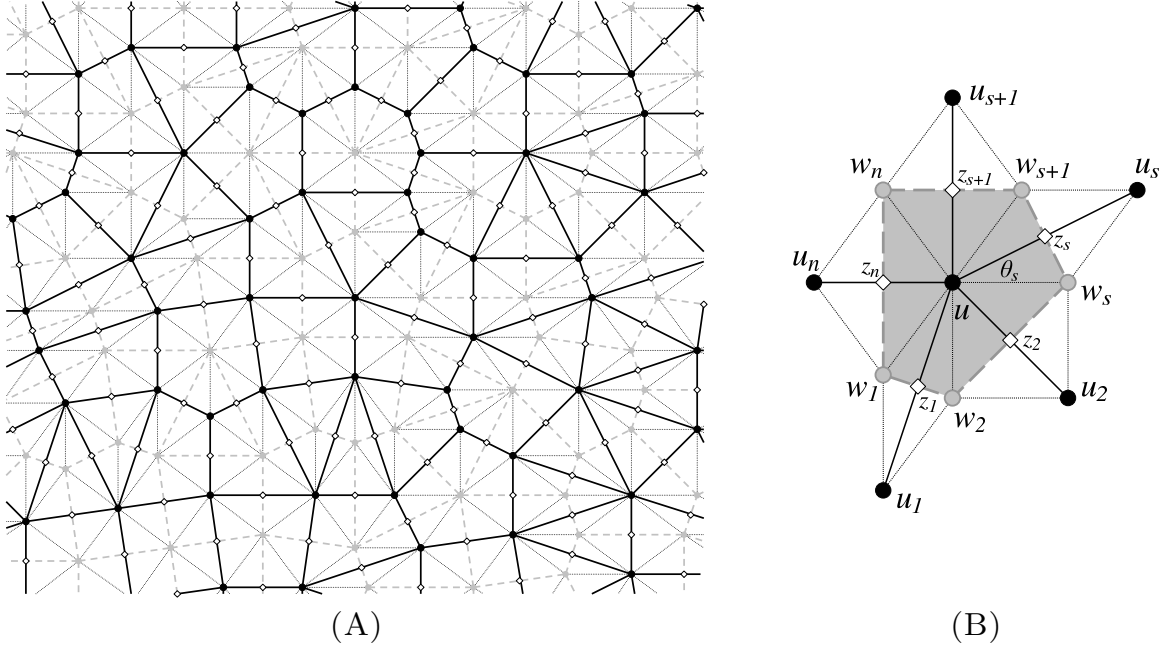 u_{s+1}
w_n
z_{s+1}
w_{s+1}
u_s
z_s
u_n
z_n
θ_s
u
w_s
z_2
w_1
z_1
w_2
u_2
u_1
(A)
(B)